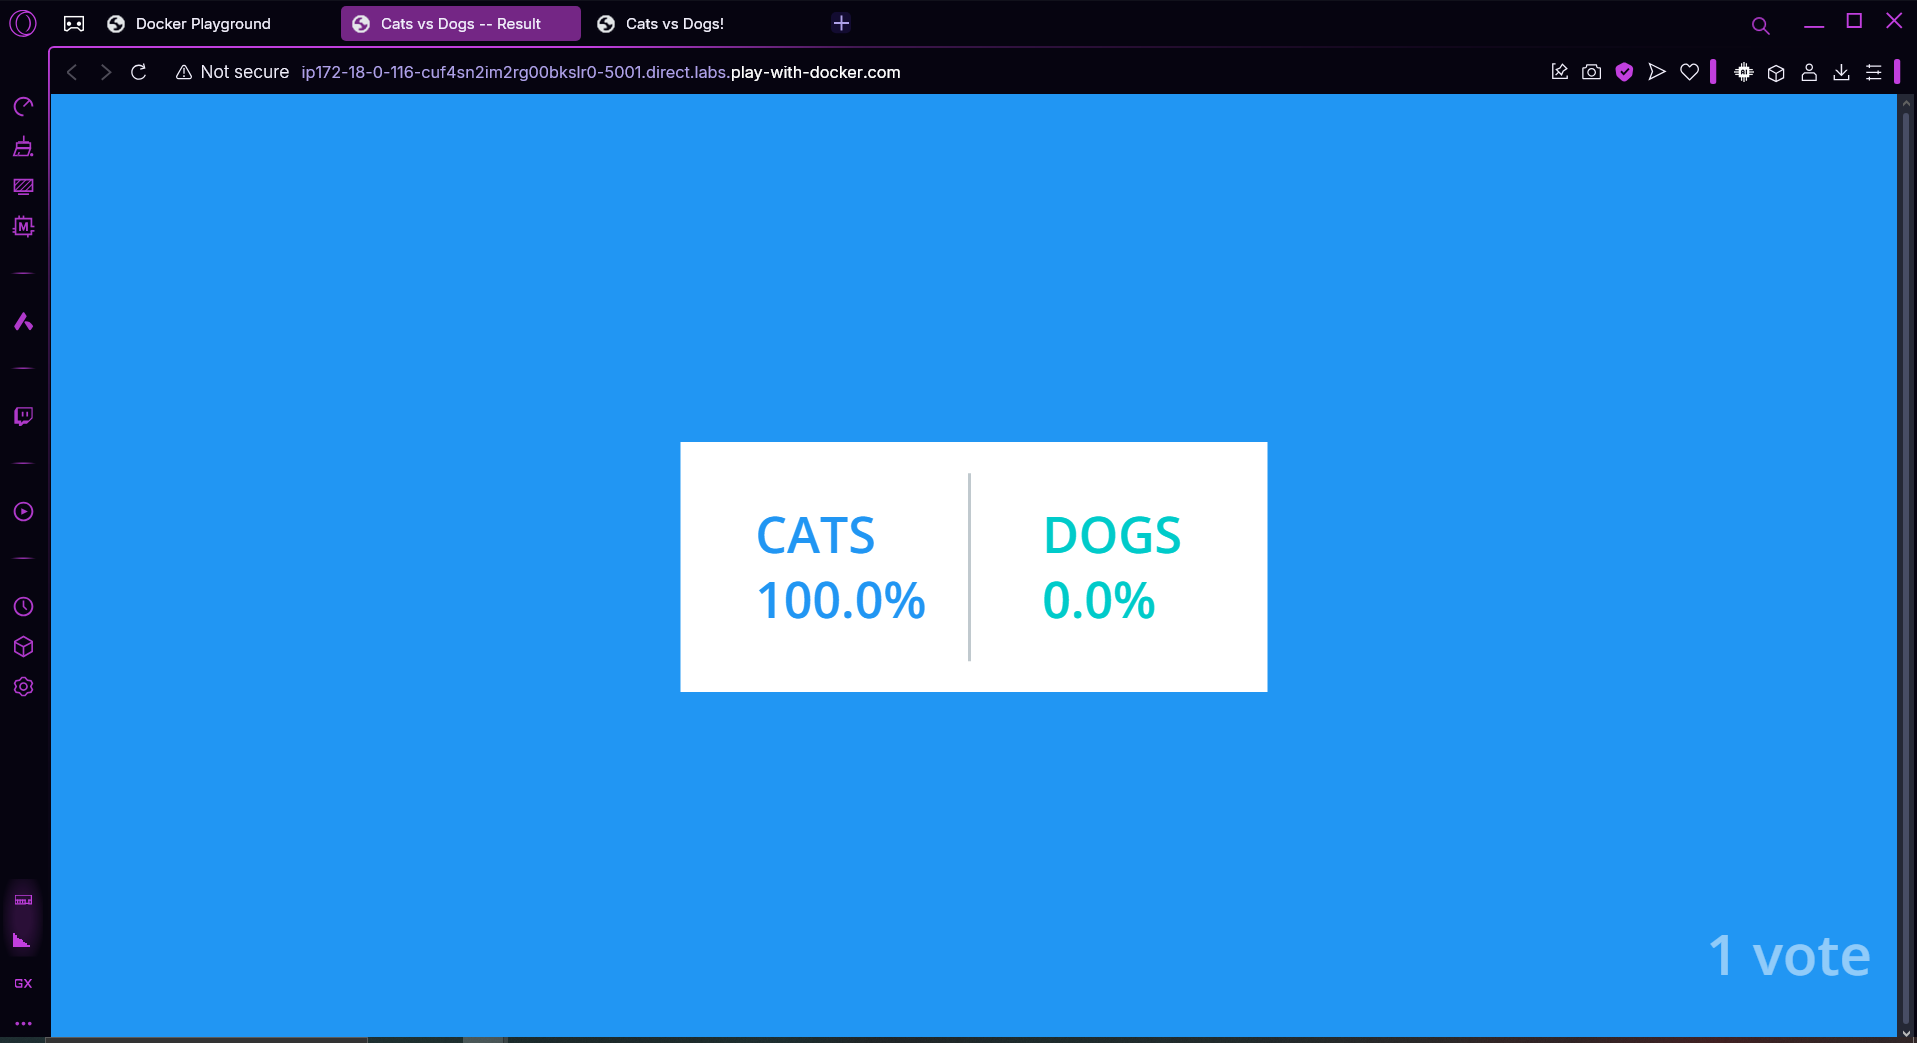 Docker Playground
Cats vs Dogs -- Result
Cats vs Dogs!
Not secure
ip172-18-0-116-cuf4sn2im2rg00bkslr0-5001.direct.labs.play-with-docker.com
AI
M
CATS
100.0%
DOGS
0.0%
1 vote
GX